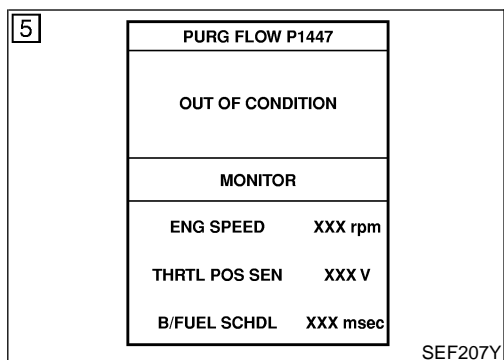 5
PURG FLOW P1447
OUT OF CONDITION
MONITOR
ENG SPEED XXX rpm
THRTL POS SEN XXX V
B/FUEL SCHDL XXX msec
SEF207Y